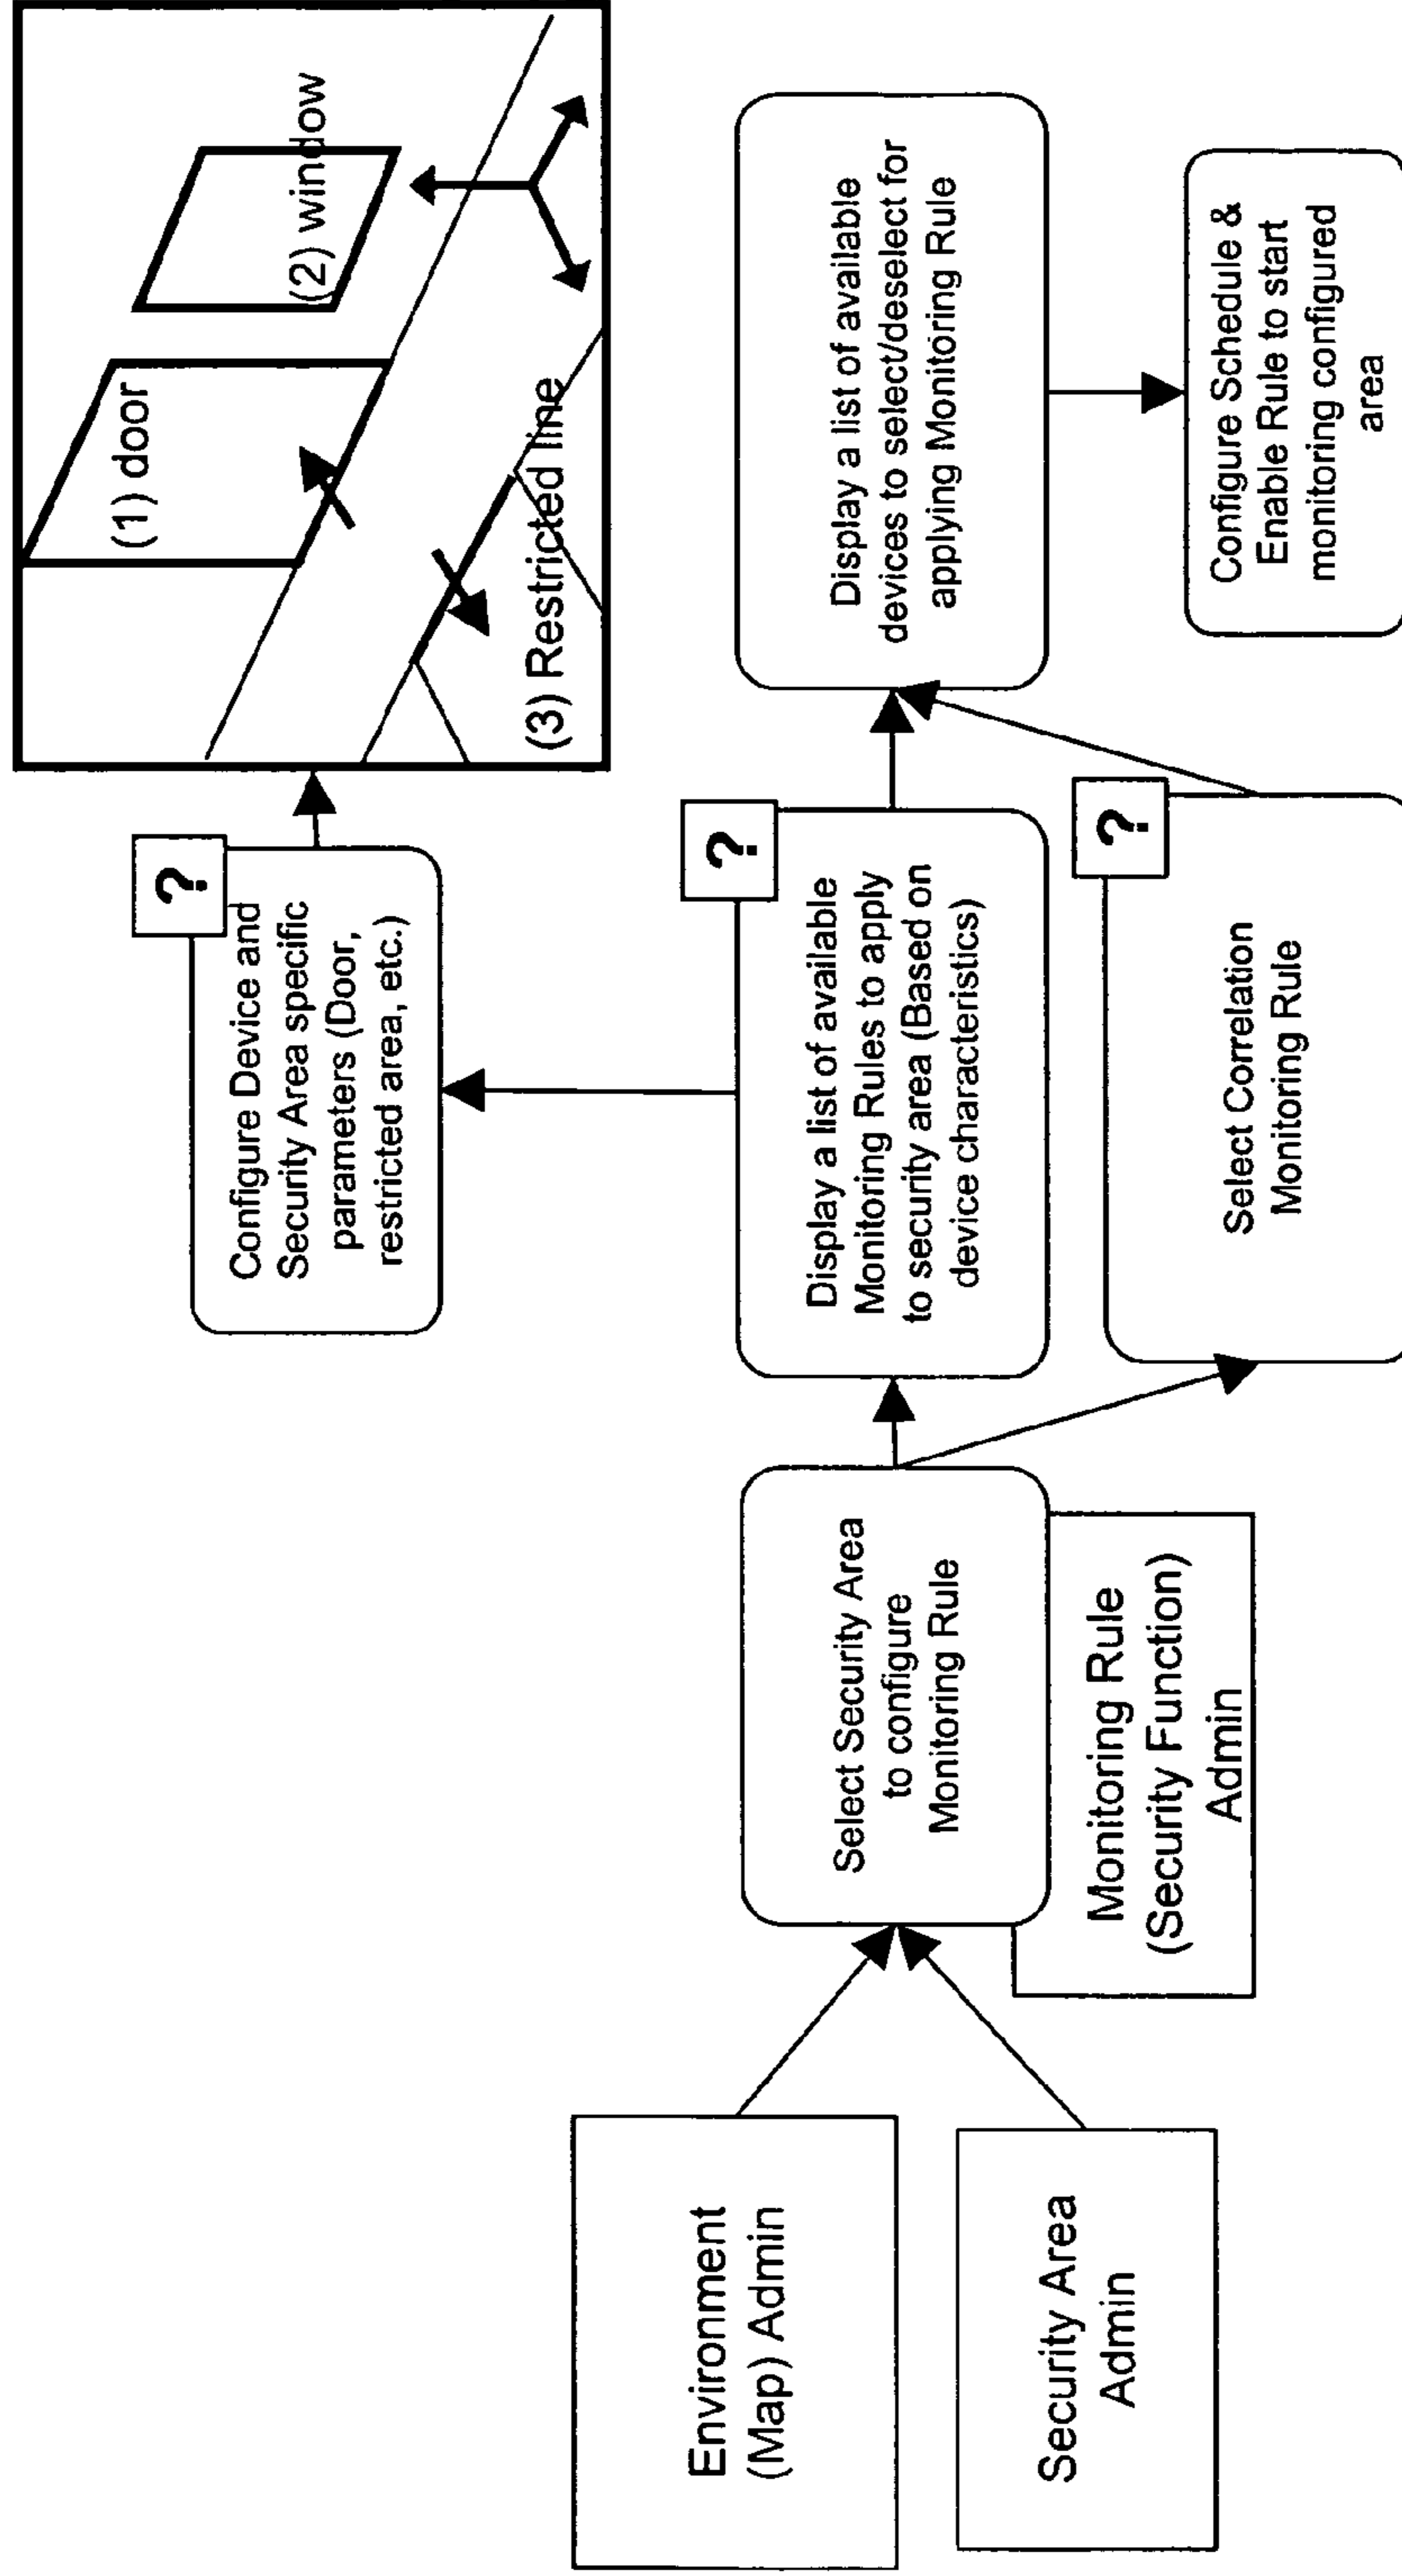 Environment
(Map) Admin
Security Area
Admin
Select Security Area
to configure
Monitoring Rule
Monitoring Rule
(Security Function)
Admin
?
Configure Device and
Security Area specific
parameters (Door,
restricted area, etc.)
?
Display a list of available
Monitoring Rules to apply
to security area (Based on
device characteristics)
?
Select Correlation
Monitoring Rule
(1) door
(2) window
(3) Restricted line
Display a list of available
devices to select/deselect for
applying Monitoring Rule
Configure Schedule &
Enable Rule to start
monitoring configured
area